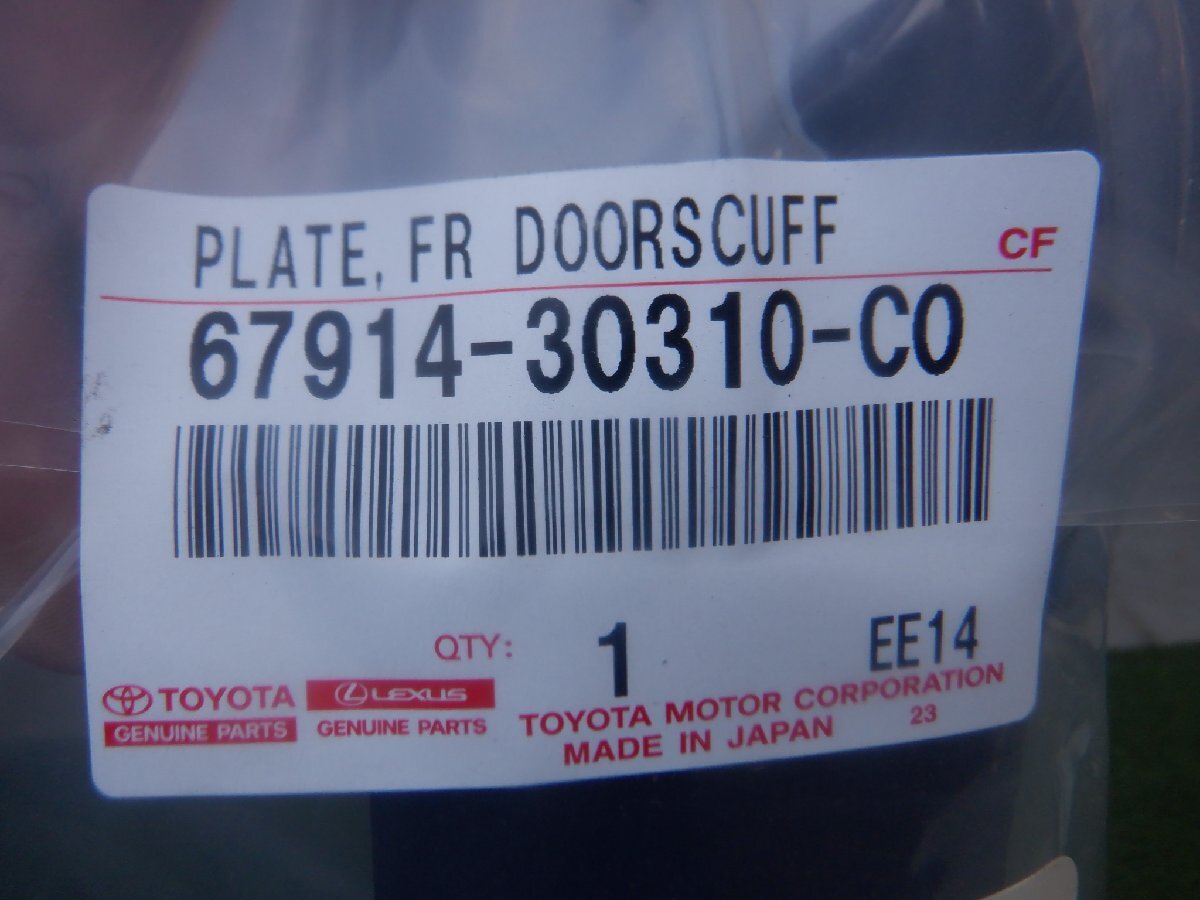 PLATE, FR DOORSCUFF
CF
67914-30310-C0
QTY: 1 EE14
TOYOTA
GENUINE PARTS
LEXUS
GENUINE PARTS
TOYOTA MOTOR CORPORATION
MADE IN JAPAN 23